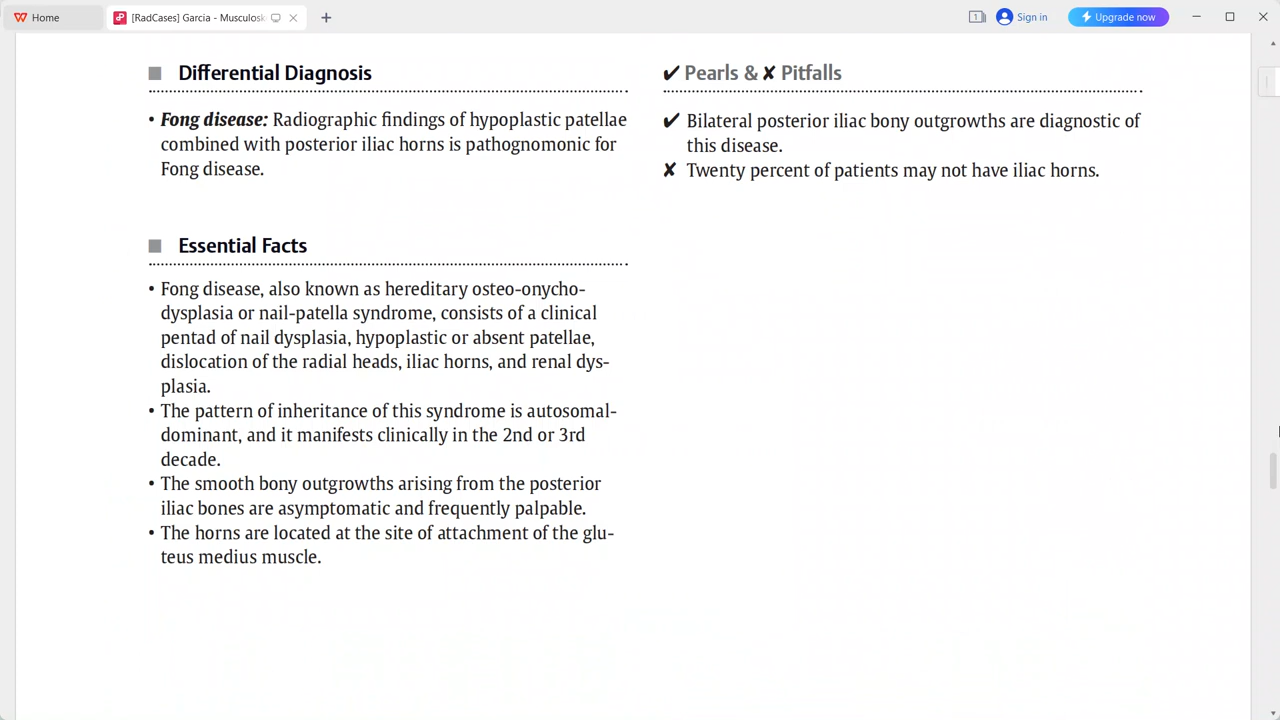 Home
[RadCases] Garcia - Musculosk
1
Sign in
Upgrade now
Differential Diagnosis
• Fong disease: Radiographic findings of hypoplastic patellae
combined with posterior iliac horns is pathognomonic for
Fong disease.
Essential Facts
• Fong disease, also known as hereditary osteo-onycho-
dysplasia or nail-patella syndrome, consists of a clinical
pentad of nail dysplasia, hypoplastic or absent patellae,
dislocation of the radial heads, iliac horns, and renal dys-
plasia.
• The pattern of inheritance of this syndrome is autosomal-
dominant, and it manifests clinically in the 2nd or 3rd
decade.
• The smooth bony outgrowths arising from the posterior
iliac bones are asymptomatic and frequently palpable.
• The horns are located at the site of attachment of the glu-
teus medius muscle.
✔ Pearls & ✘ Pitfalls
✔ Bilateral posterior iliac bony outgrowths are diagnostic of
this disease.
✘ Twenty percent of patients may not have iliac horns.